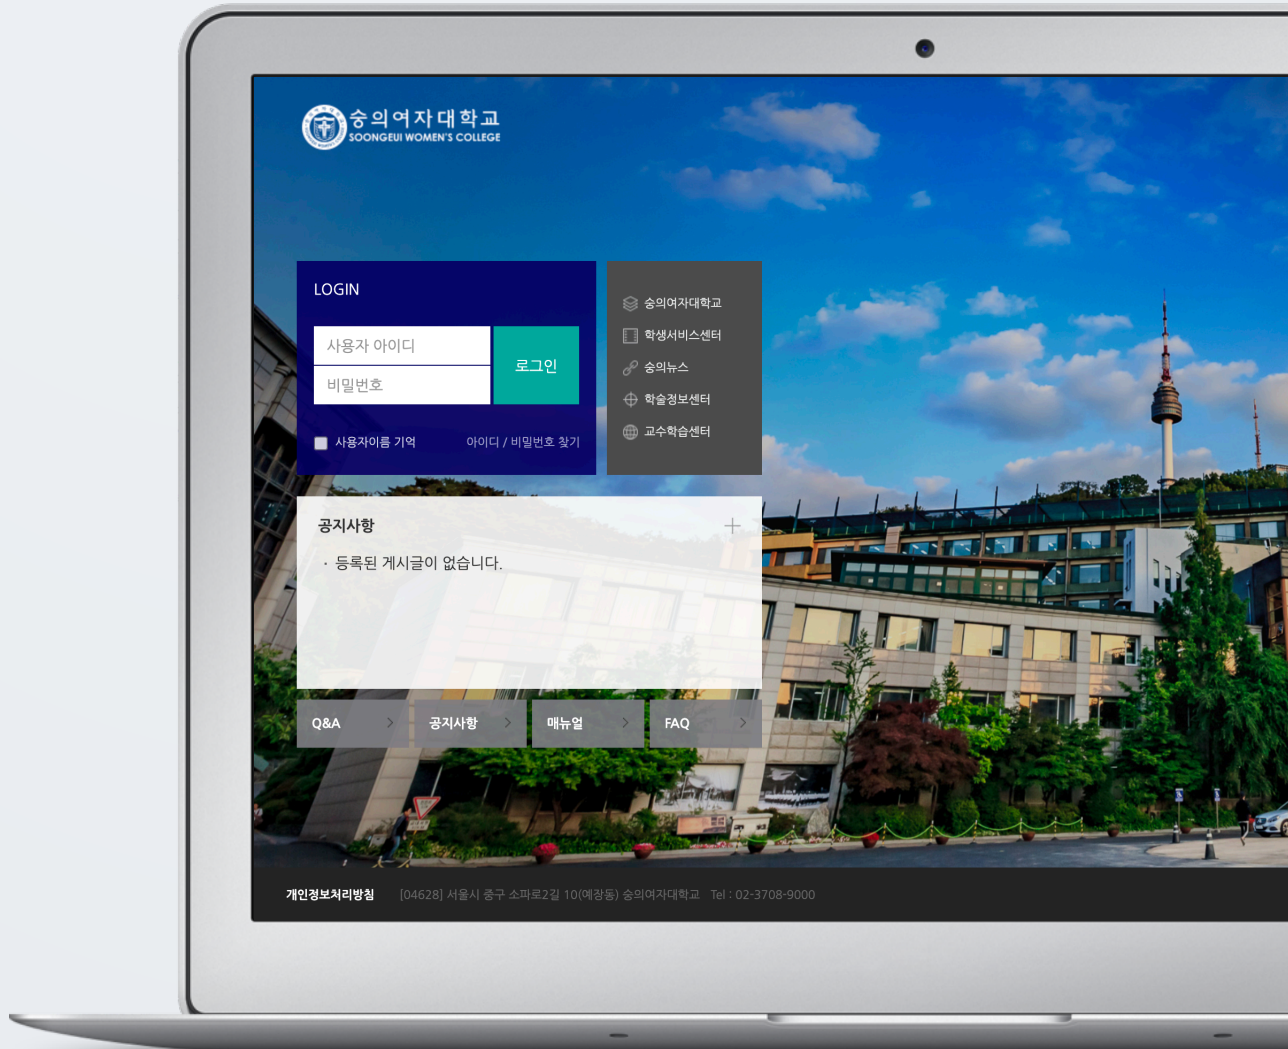 숭의여자대학교
SOONGEUI WOMEN'S COLLEGE
LOGIN
사용자 아이디
비밀번호
로그인
사용자이름 기억
아이디 / 비밀번호 찾기
숭의여자대학교
학생서비스센터
숭의뉴스
학술정보센터
교수학습센터
공지사항
· 등록된 게시글이 없습니다.
Q&A
공지사항
매뉴얼
FAQ
개인정보처리방침 [04628] 서울시 중구 소파로2길 10(예장동) 숭의여자대학교 Tel : 02-3708-9000